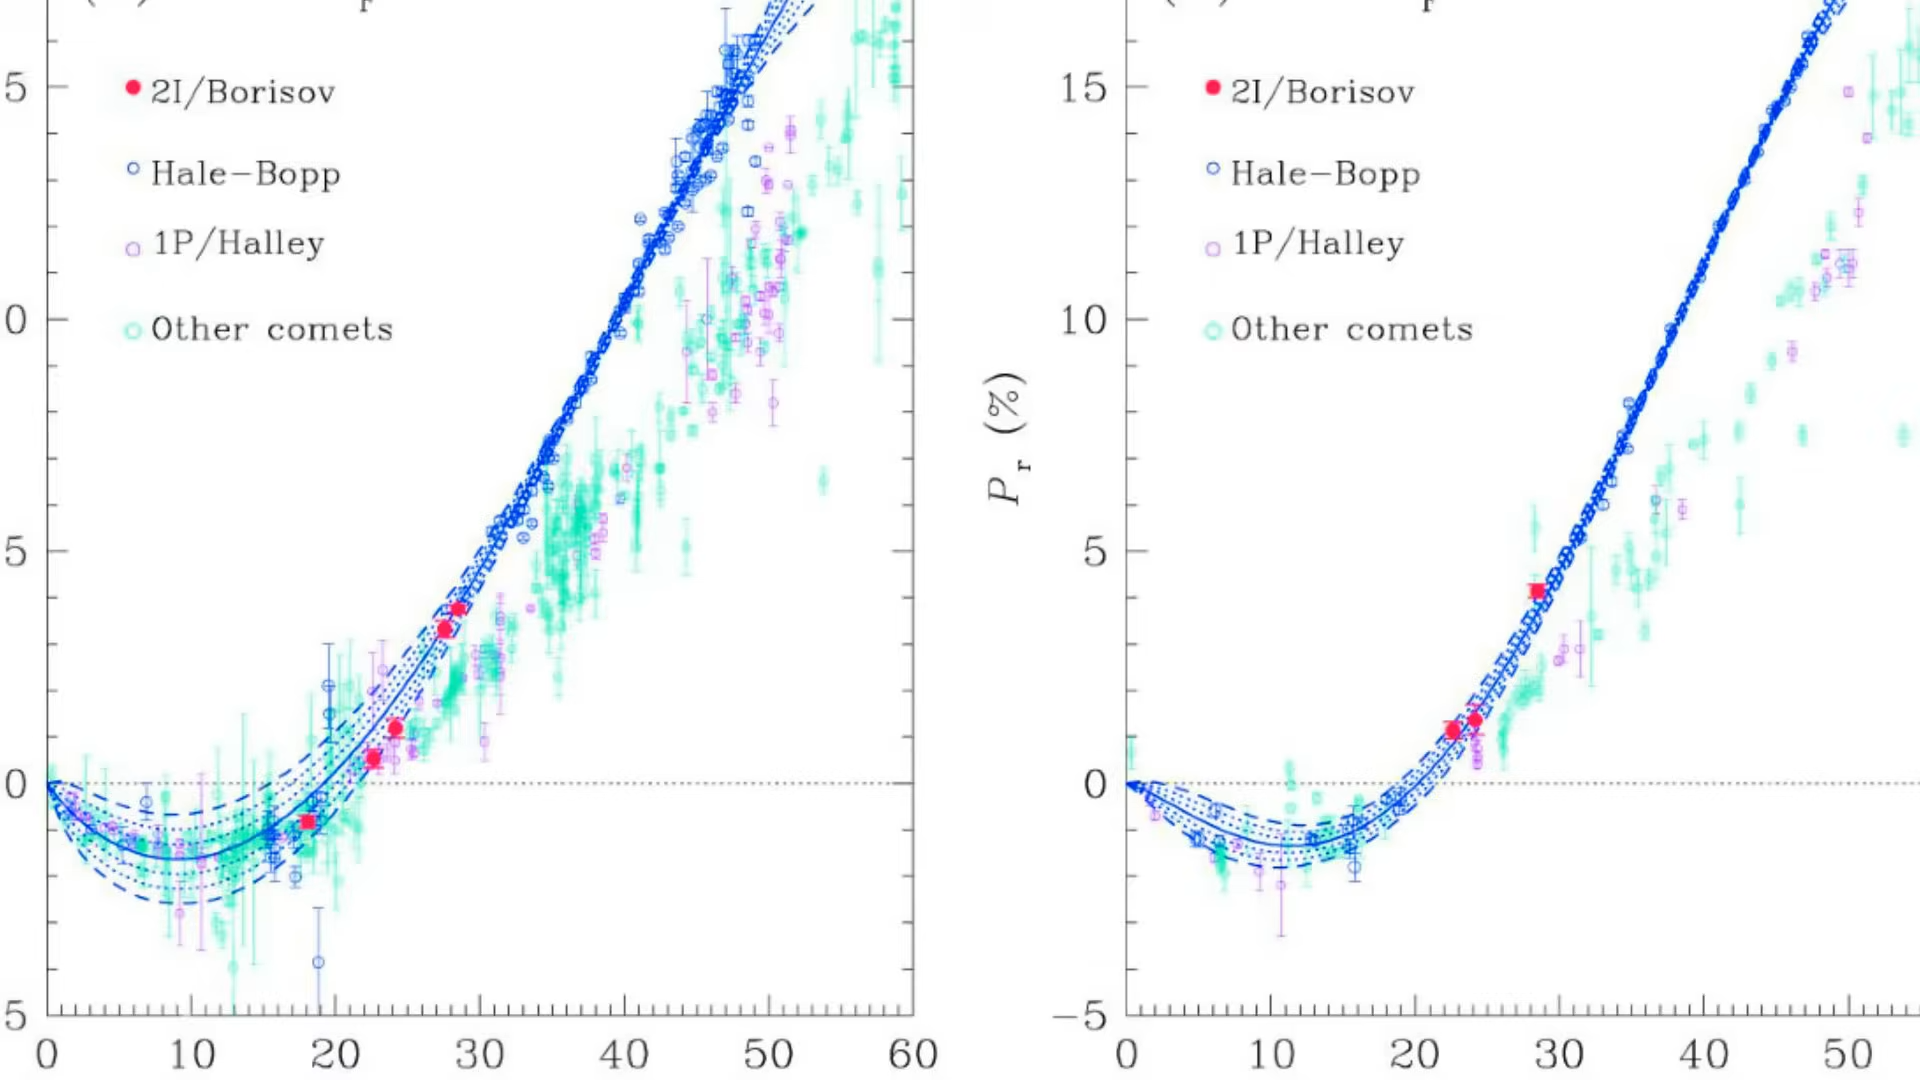 5
2I/Borisov
Hale-Bopp
1P/Halley
Other comets
0
5
0
5
0 10 20 30 40 50 60
P r (%)
15
2I/Borisov
Hale-Bopp
1P/Halley
Other comets
10
5
0
-5
0 10 20 30 40 50